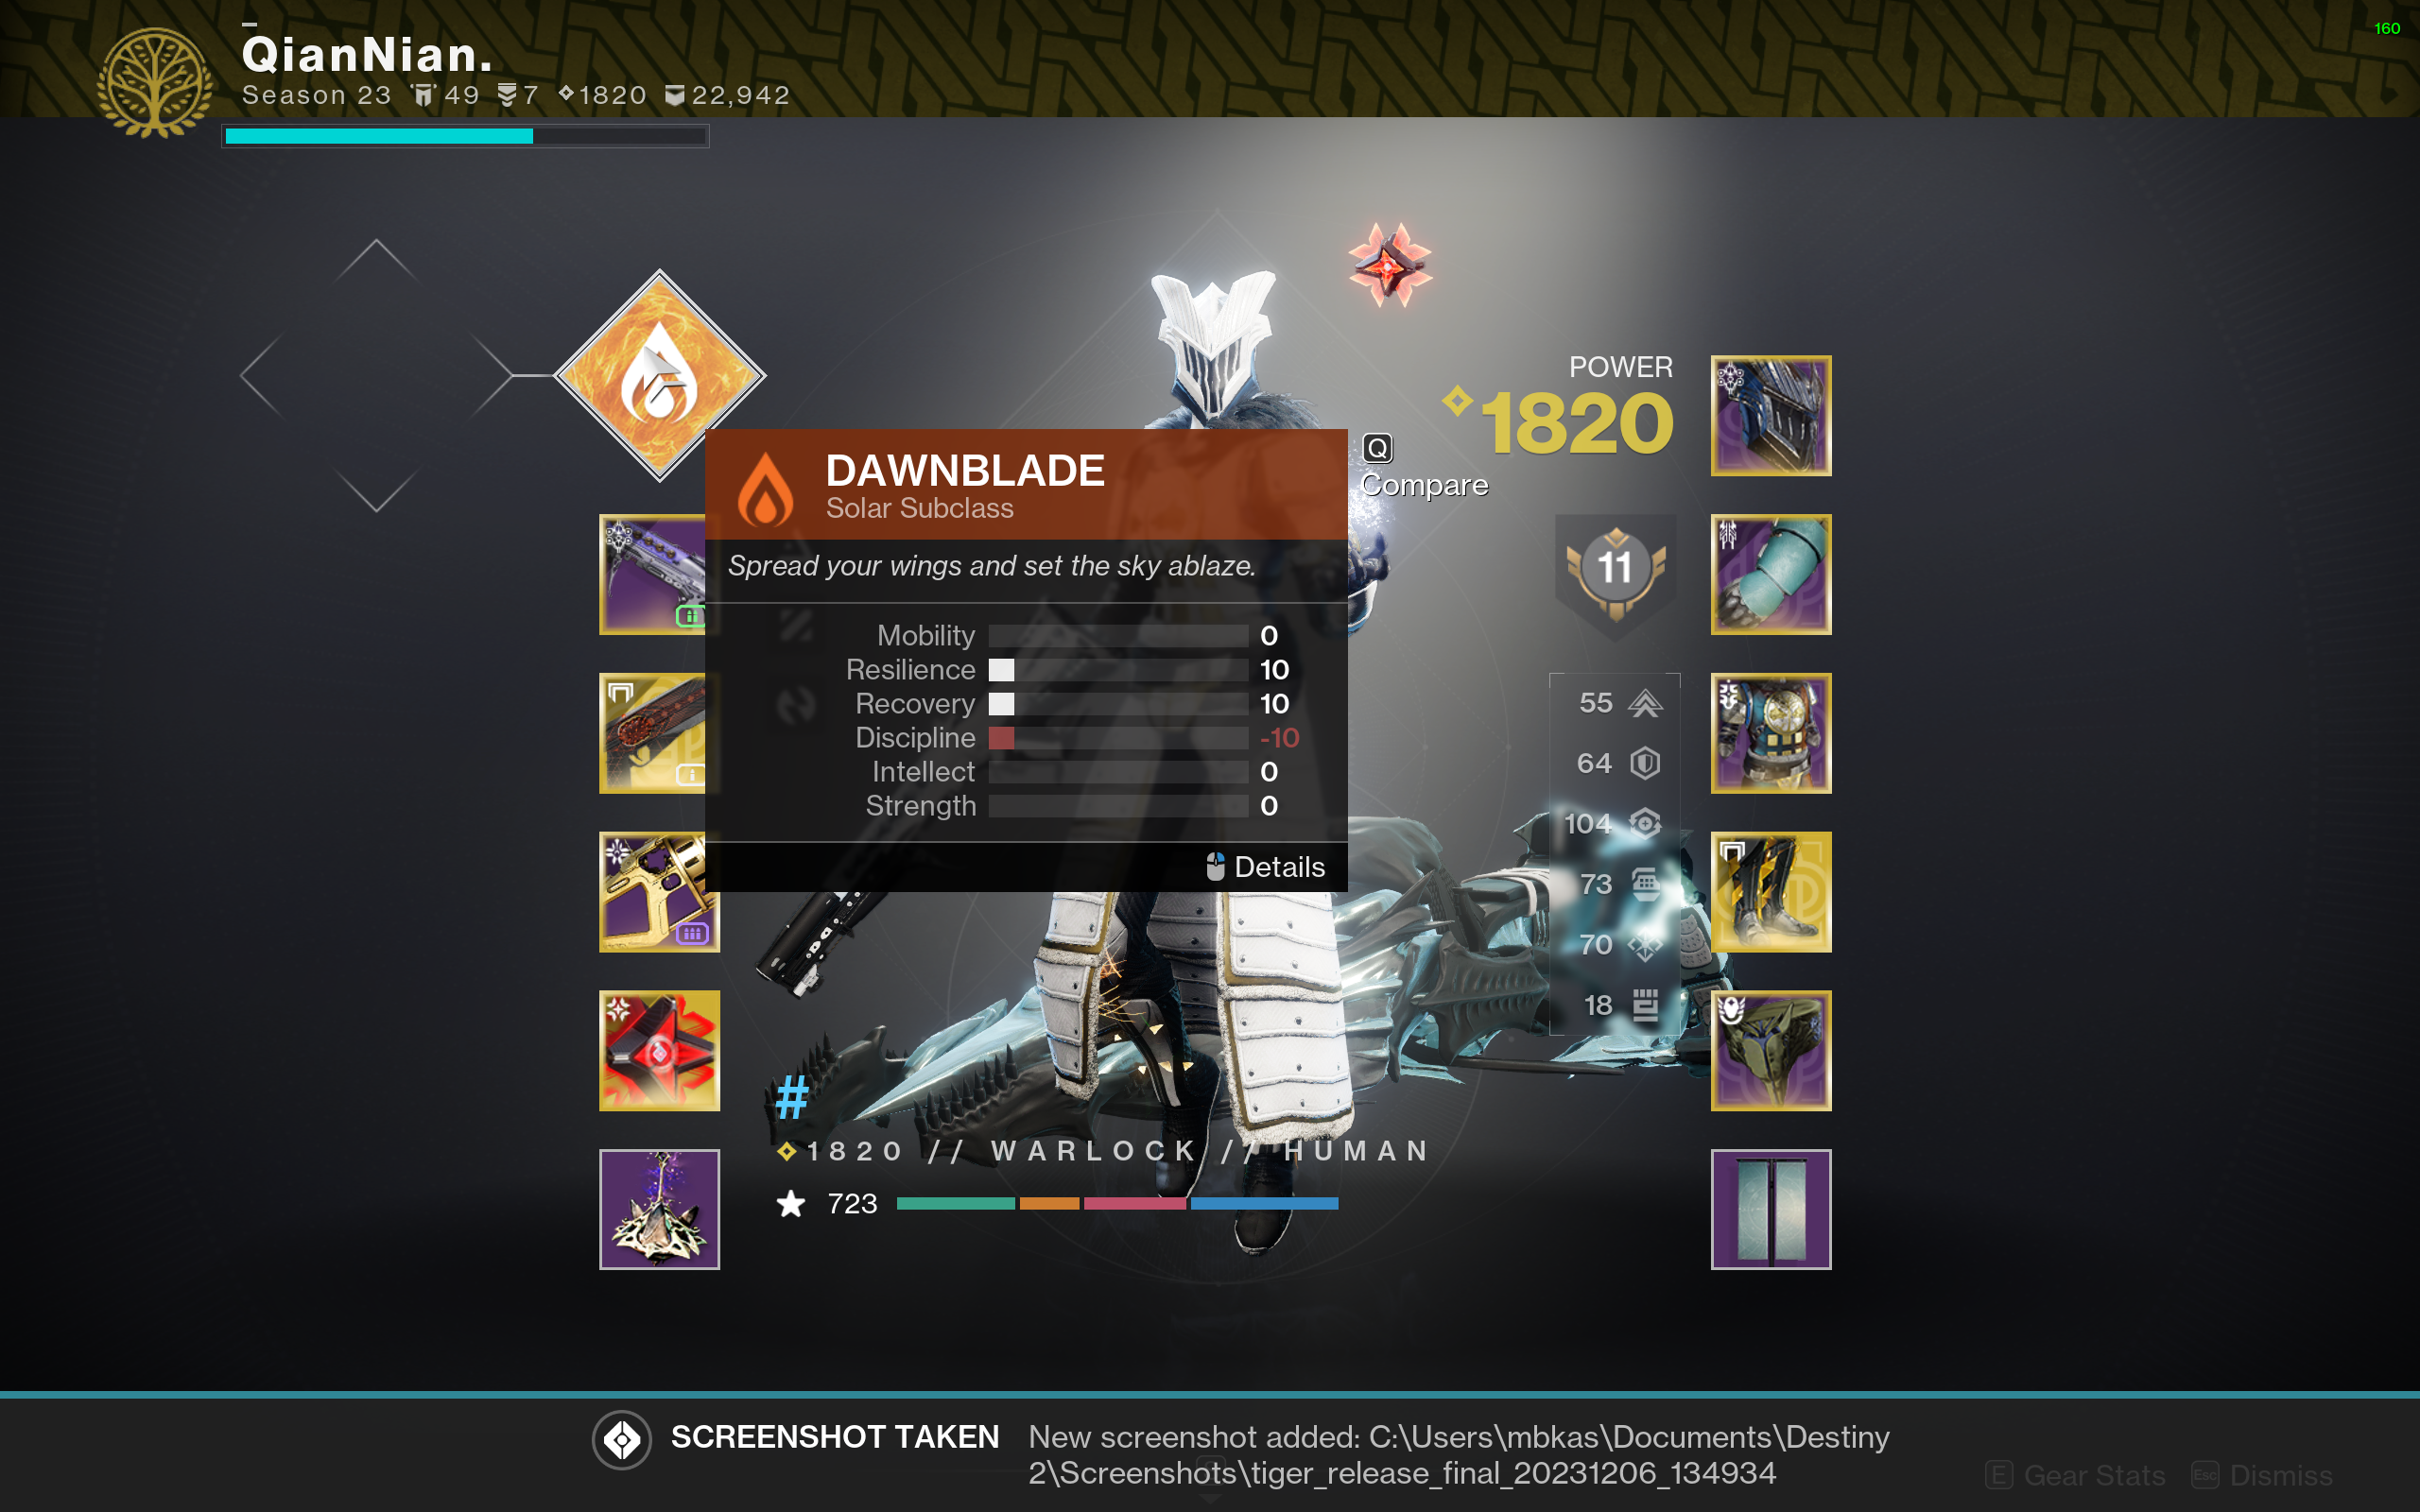 QianNian.
Season 23 49 7 1820 22,942
160
POWER
1820
DAWNBLADE
Solar Subclass
Q
Compare
Spread your wings and set the sky ablaze.
11
Mobility 0
Resilience 10
Recovery 10
Discipline -10
Intellect 0
Strength 0
Details
55
64
104
73
70
18
#
1820 // WARLOCK // HUMAN
723
SCREENSHOT TAKEN
New screenshot added: C:\Users\mbkas\Documents\Destiny
2\Screenshots\tiger_release_final_20231206_134934
E Gear Stats Esc Dismiss